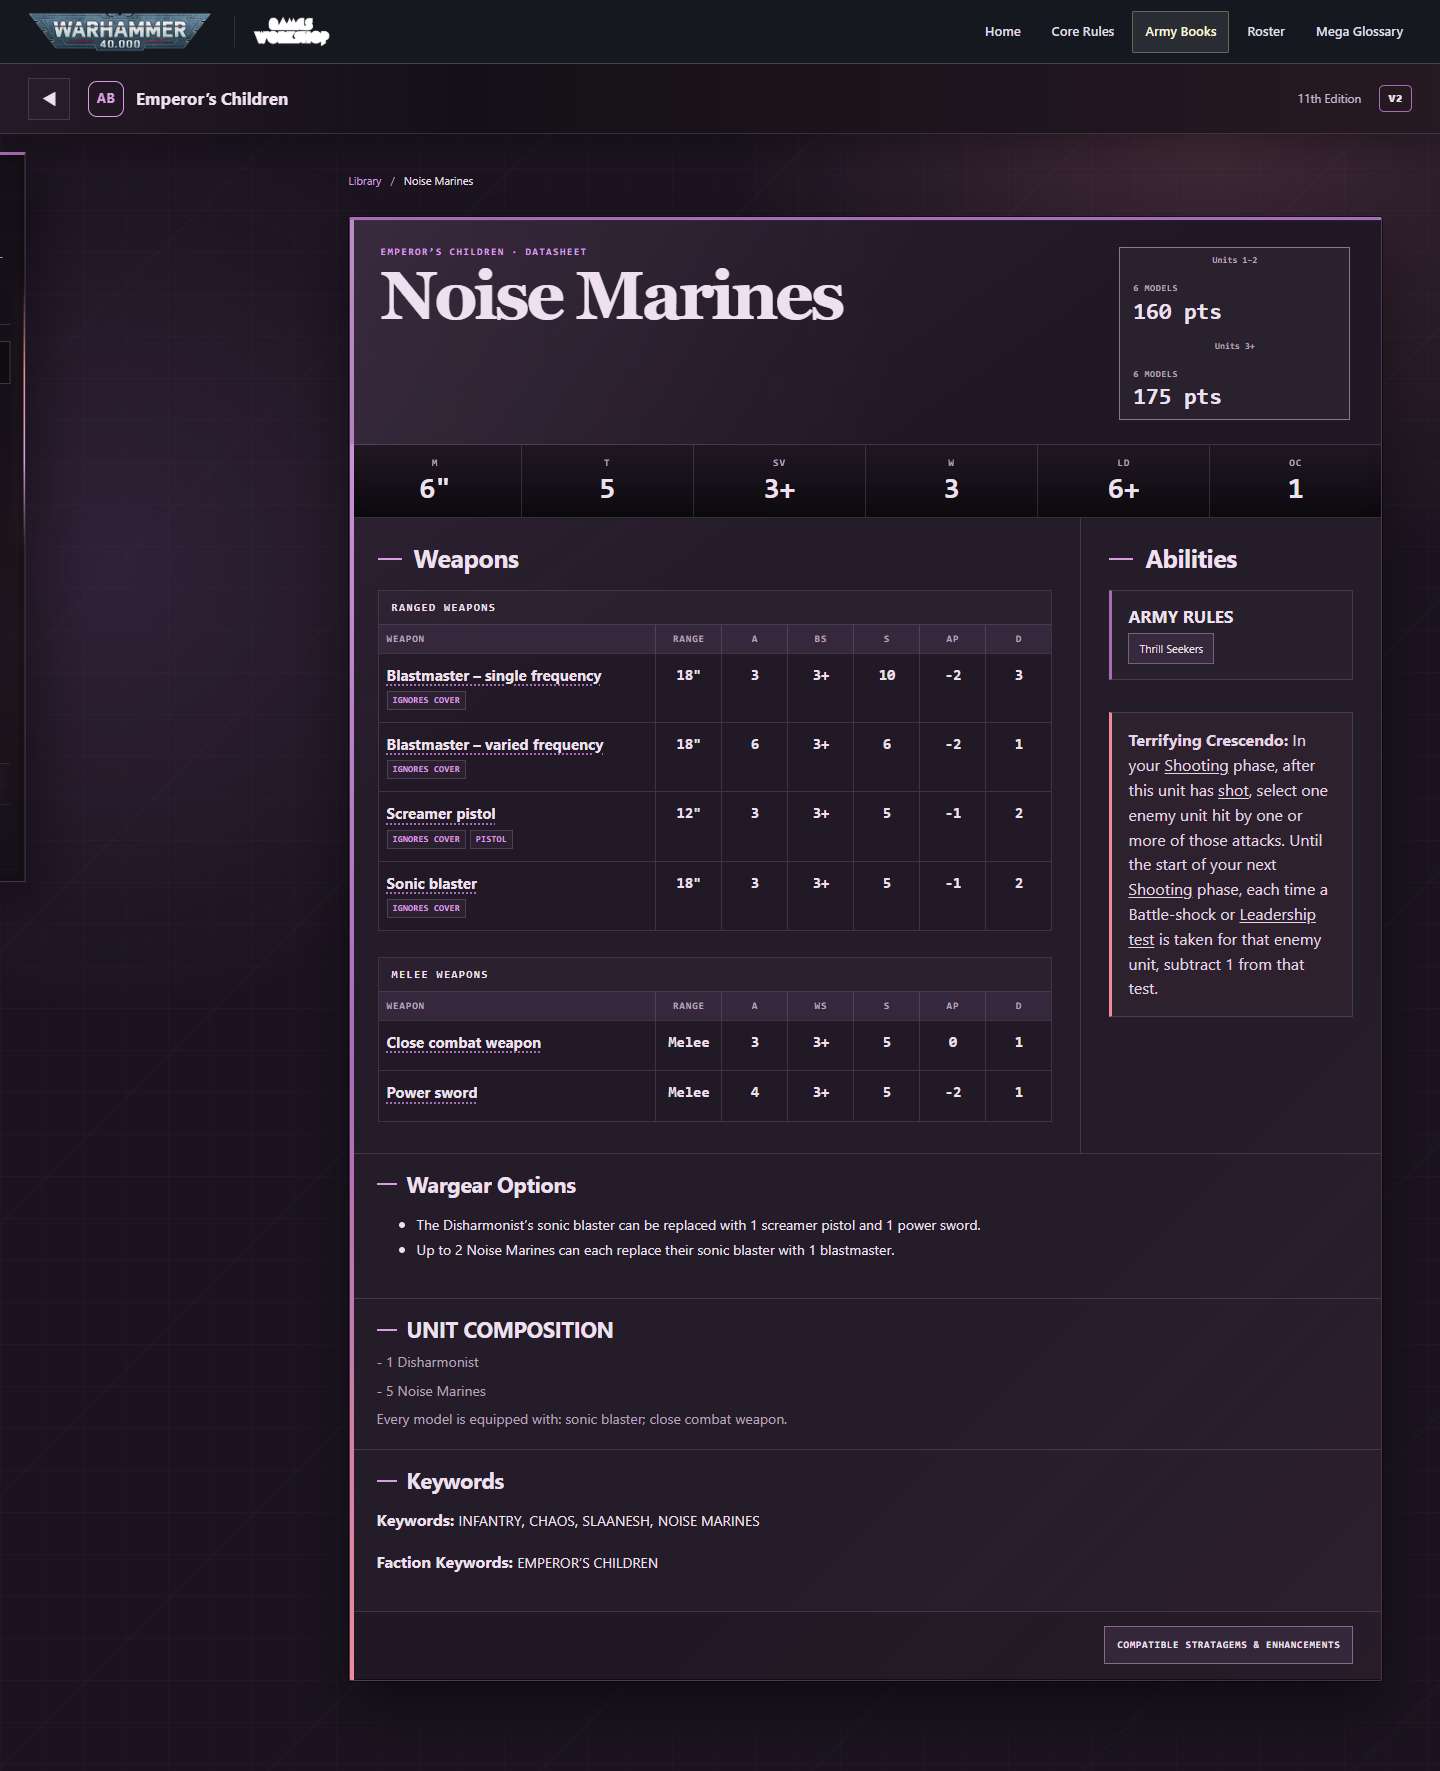 WARHAMMER
40,000
GAMES
WORKSHOP
Home
Core Rules
Army Books
Roster
Mega Glossary
◀
AB
Emperor’s Children
11th Edition
V2
Library / Noise Marines
EMPEROR’S CHILDREN · DATASHEET
Noise Marines
Units 1–2
6 MODELS
160 pts
Units 3+
6 MODELS
175 pts
M T SV W LD OC
6" 5 3+ 3 6+ 1
Weapons
RANGED WEAPONS
WEAPON RANGE A BS S AP D
Blastmaster – single frequency 18" 3 3+ 10 -2 3
IGNORES COVER
Blastmaster – varied frequency 18" 6 3+ 6 -2 1
IGNORES COVER
Screamer pistol 12" 3 3+ 5 -1 2
IGNORES COVER PISTOL
Sonic blaster 18" 3 3+ 5 -1 2
IGNORES COVER
MELEE WEAPONS
WEAPON RANGE A WS S AP D
Close combat weapon Melee 3 3+ 5 0 1
Power sword Melee 4 3+ 5 -2 1
Abilities
ARMY RULES
Thrill Seekers
Terrifying Crescendo: In
your Shooting phase, after
this unit has shot, select one
enemy unit hit by one or
more of those attacks. Until
the start of your next
Shooting phase, each time a
Battle-shock or Leadership
test is taken for that enemy
unit, subtract 1 from that
test.
Wargear Options
• The Disharmonist’s sonic blaster can be replaced with 1 screamer pistol and 1 power sword.
• Up to 2 Noise Marines can each replace their sonic blaster with 1 blastmaster.
UNIT COMPOSITION
- 1 Disharmonist
- 5 Noise Marines
Every model is equipped with: sonic blaster; close combat weapon.
Keywords
Keywords: INFANTRY, CHAOS, SLAANESH, NOISE MARINES
Faction Keywords: EMPEROR’S CHILDREN
COMPATIBLE STRATAGEMS & ENHANCEMENTS